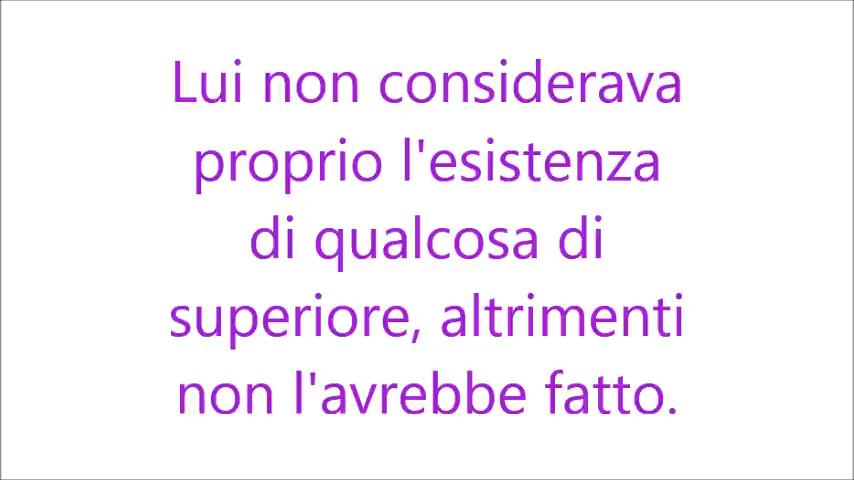 Lui non considerava
proprio l'esistenza
di qualcosa di
superiore, altrimenti
non l'avrebbe fatto.